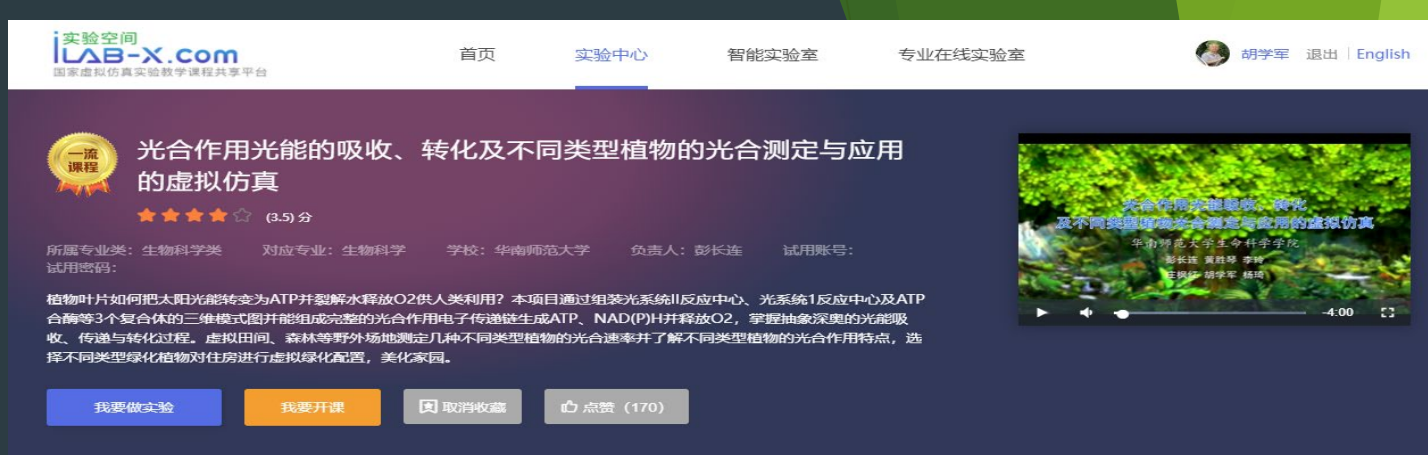 实验空间
iLAB-X.com
国家虚拟仿真实验教学课程共享平台
首页
实验中心
智能实验室
专业在线实验室
胡学军 退出 | English
一流
课程
光合作用光能的吸收、转化及不同类型植物的光合测定与应用
的虚拟仿真
(3.5) 分
所属专业类：生物科学类 对应专业：生物科学 学校：华南师范大学 负责人：彭长连 试用账号：
试用密码：
植物叶片如何把太阳光能转变为ATP并裂解水释放O2供人类利用？本项目通过组装光系统II反应中心、光系统1反应中心及ATP
合酶等3个复合体的三维模式图并能组成完整的光合作用电子传递链生成ATP、NAD(P)H并释放O2，掌握抽象深奥的光能吸
收、传递与转化过程。虚拟田间、森林等野外场地测定几种不同类型植物的光合速率并了解不同类型植物的光合作用特点，选
择不同类型绿化植物对住房进行虚拟绿化配置，美化家园。
我要做实验
我要开课
取消收藏
点赞（170）
光合作用光能吸收、转化
及不同类型植物光合测定与应用的虚拟仿真
华南师范大学生命科学学院
彭长连 黄胜琴 李玲
胡学军 杨琦
-4:00